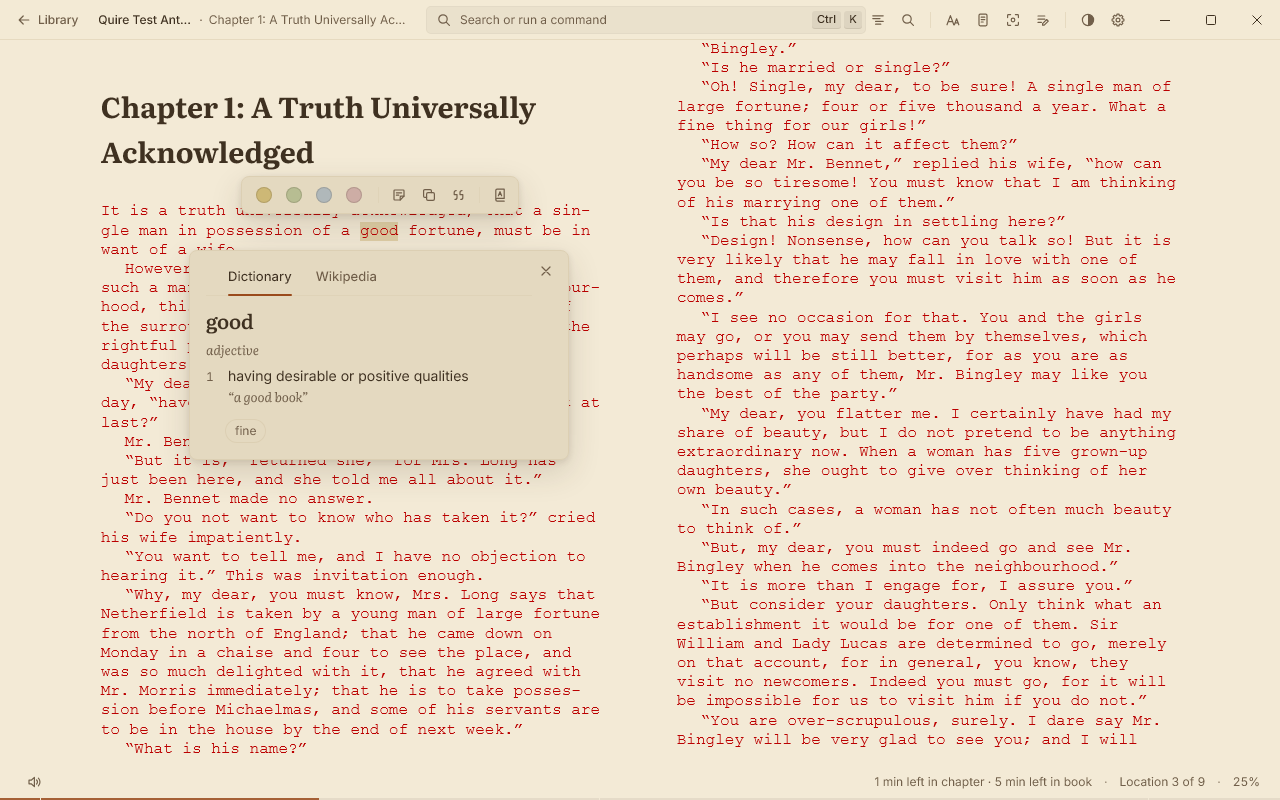 Library
Quire Test Ant... · Chapter 1: A Truth Universally Ac...
Search or run a command
Ctrl K
Chapter 1: A Truth Universally
Acknowledged
It is a truth universally acknowledged, that a sin-
gle man in possession of a good fortune, must be in
want of a wife.
However
such a
hood,
the
rightful
daughters
day,
at
last?”
Mr.
Dictionary Wikipedia
good
adjective
1 having desirable or positive qualities
“a good book”
fine
“But it is,” returned she, “for Mrs. Long has
just been here, and she told me all about it.”
Mr. Bennet made no answer.
“Do you not want to know who has taken it?” cried
his wife impatiently.
“You want to tell me, and I have no objection to
hearing it.” This was invitation enough.
“Why, my dear, you must know, Mrs. Long says that
Netherfield is taken by a young man of large fortune
from the north of England; that he came down on
Monday in a chaise and four to see the place, and
was so much delighted with it, that he agreed with
Mr. Morris immediately; that he is to take posses-
sion before Michaelmas, and some of his servants are
to be in the house by the end of next week.”
“What is his name?”
“Bingley.”
“Is he married or single?”
“Oh! Single, my dear, to be sure! A single man of
large fortune; four or five thousand a year. What a
fine thing for our girls!”
“How so? How can it affect them?”
“My dear Mr. Bennet,” replied his wife, “how can
you be so tiresome! You must know that I am thinking
of his marrying one of them.”
“Is that his design in settling here?”
“Design! Nonsense, how can you talk so! But it is
very likely that he may fall in love with one of
them, and therefore you must visit him as soon as he
comes.”
“I see no occasion for that. You and the girls
may go, or you may send them by themselves, which
perhaps will be still better, for as you are as
handsome as any of them, Mr. Bingley may like you
the best of the party.”
“My dear, you flatter me. I certainly have had my
share of beauty, but I do not pretend to be anything
extraordinary now. When a woman has five grown-up
daughters, she ought to give over thinking of her
own beauty.”
“In such cases, a woman has not often much beauty
to think of.”
“But, my dear, you must indeed go and see Mr.
Bingley when he comes into the neighbourhood.”
“It is more than I engage for, I assure you.”
“But consider your daughters. Only think what an
establishment it would be for one of them. Sir
William and Lady Lucas are determined to go, merely
on that account, for in general, you know, they
visit no newcomers. Indeed you must go, for it will
be impossible for us to visit him if you do not.”
“You are over-scrupulous, surely. I dare say Mr.
Bingley will be very glad to see you; and I will
1 min left in chapter · 5 min left in book · Location 3 of 9 · 25%